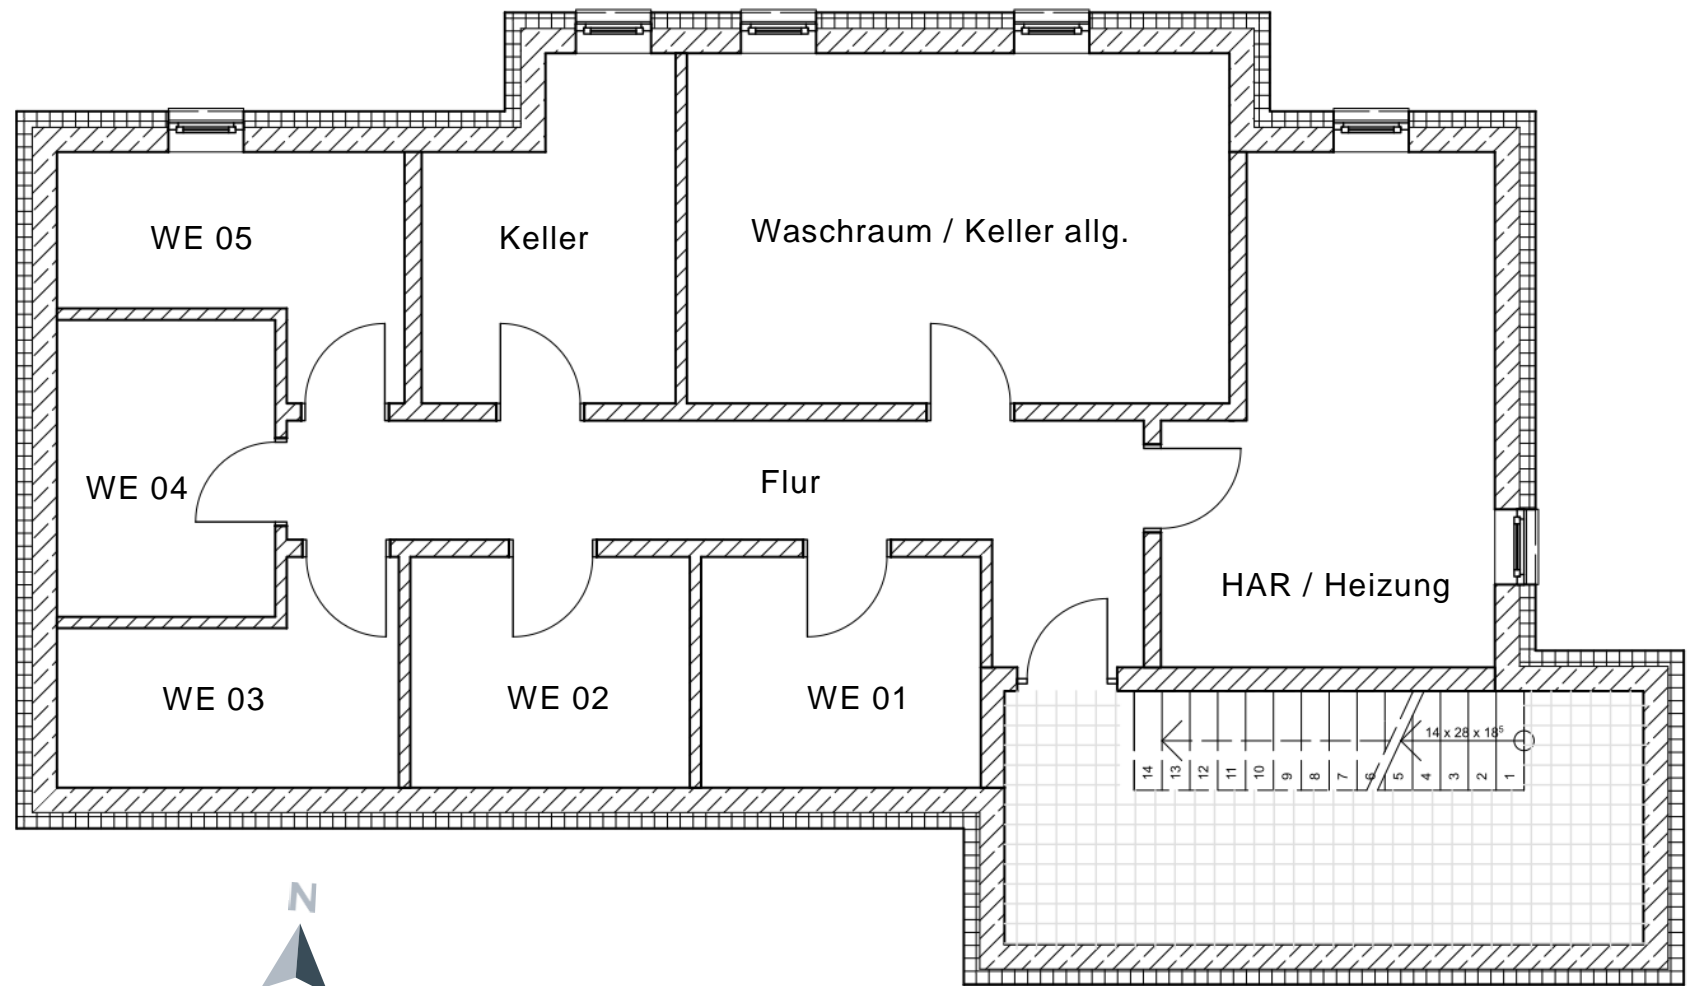 WE 05
Keller
Waschraum / Keller allg.
WE 04
Flur
HAR / Heizung
WE 03
WE 02
WE 01
14 x 28 x 18⁵
14 13 12 11 10 9 8 7 6 5 4 3 2 1
N